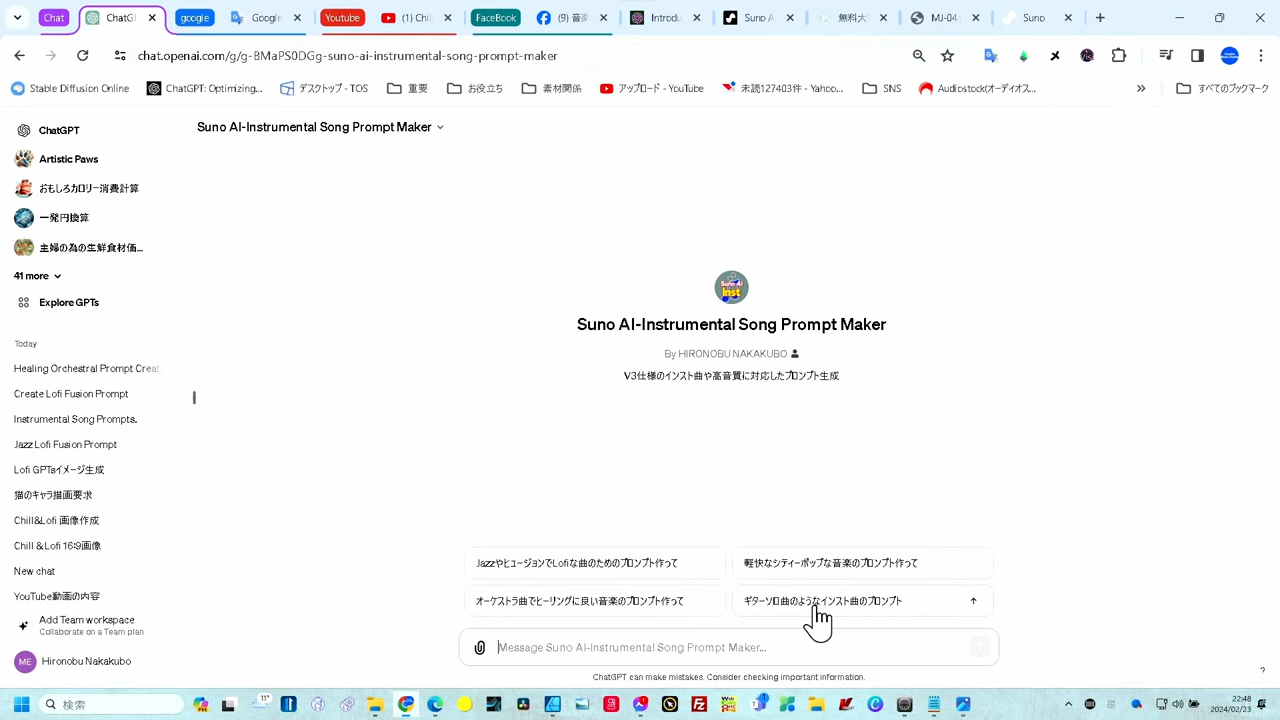 Chat
ChatG
google
Googl
Youtube
(1) Chil
FaceBook
(9) 音楽
Introdu
Suno A
無料大
MJ-04
Suno
chat.openai.com/g/g-BMaPS0DGg-suno-ai-instrumental-song-prompt-maker
Stable Diffusion Online
ChatGPT: Optimizing...
デスクトップ - TOS
重要
お役立ち
素材関係
アップロード - YouTube
未読127403件 - Yahoo...
SNS
Audiostock(オーディオス...
すべてのブックマーク
ChatGPT
Suno AI-Instrumental Song Prompt Maker
Artistic Paws
おもしろカロリー消費計算
一発円換算
主婦の為の生鮮食材価...
41 more
Explore GPTs
Today
Healing Orchestral Prompt Creat
Create Lofi Fusion Prompt
Instrumental Song Prompts.
Jazz Lofi Fusion Prompt
Lofi GPTsイメージ生成
猫のキャラ描画要求
Chill&Lofi 画像作成
Chill &Lofi 16:9画像
New chat
YouTube動画の内容
Add Team workspace
Collaborate on a Team plan
ME
Hironobu Nakakubo
Suno AI
inst
Suno AI-Instrumental Song Prompt Maker
By HIRONOBU NAKAKUBO
V3仕様のインスト曲や高音質に対応したプロンプト生成
JazzやヒュージョンでLofiな曲のためのプロンプト作って
軽快なシティーポップな音楽のプロンプト作って
オーケストラ曲でヒーリングに良い音楽のプロンプト作って
ギターソロ曲のようなインスト曲のプロンプト
Message Suno AI-Instrumental Song Prompt Maker...
ChatGPT can make mistakes. Consider checking important information.
?
検索
11°
22:48
2024/02/23